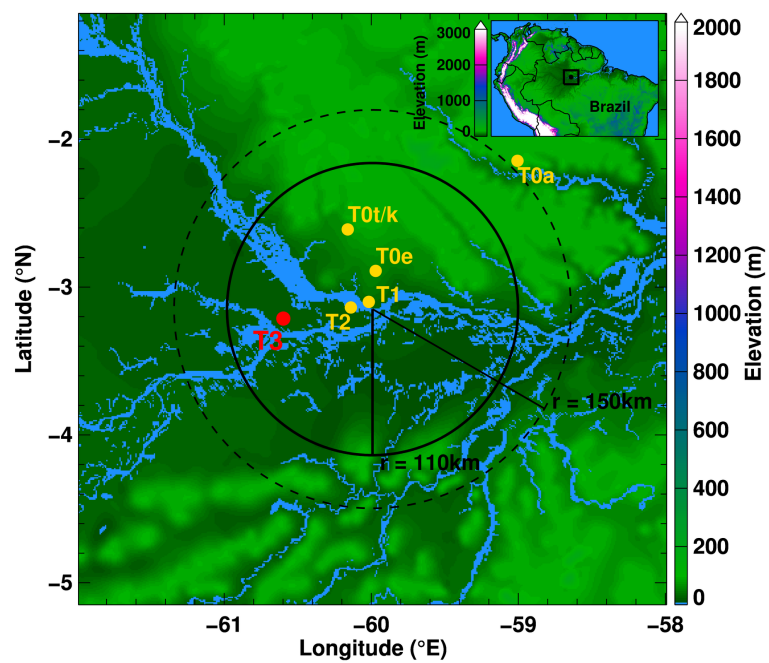 3000
2000
1000
0
Elevation (m)
Brazil
2000
1800
1600
1400
1200
1000
800
600
400
200
0
Elevation (m)
−2
−3
−4
−5
Latitude (°N)
T0a
T0t/k
T0e
T1
T2
T3
r = 150km
r = 110km
−61
−60
−59
−58
Longitude (°E)